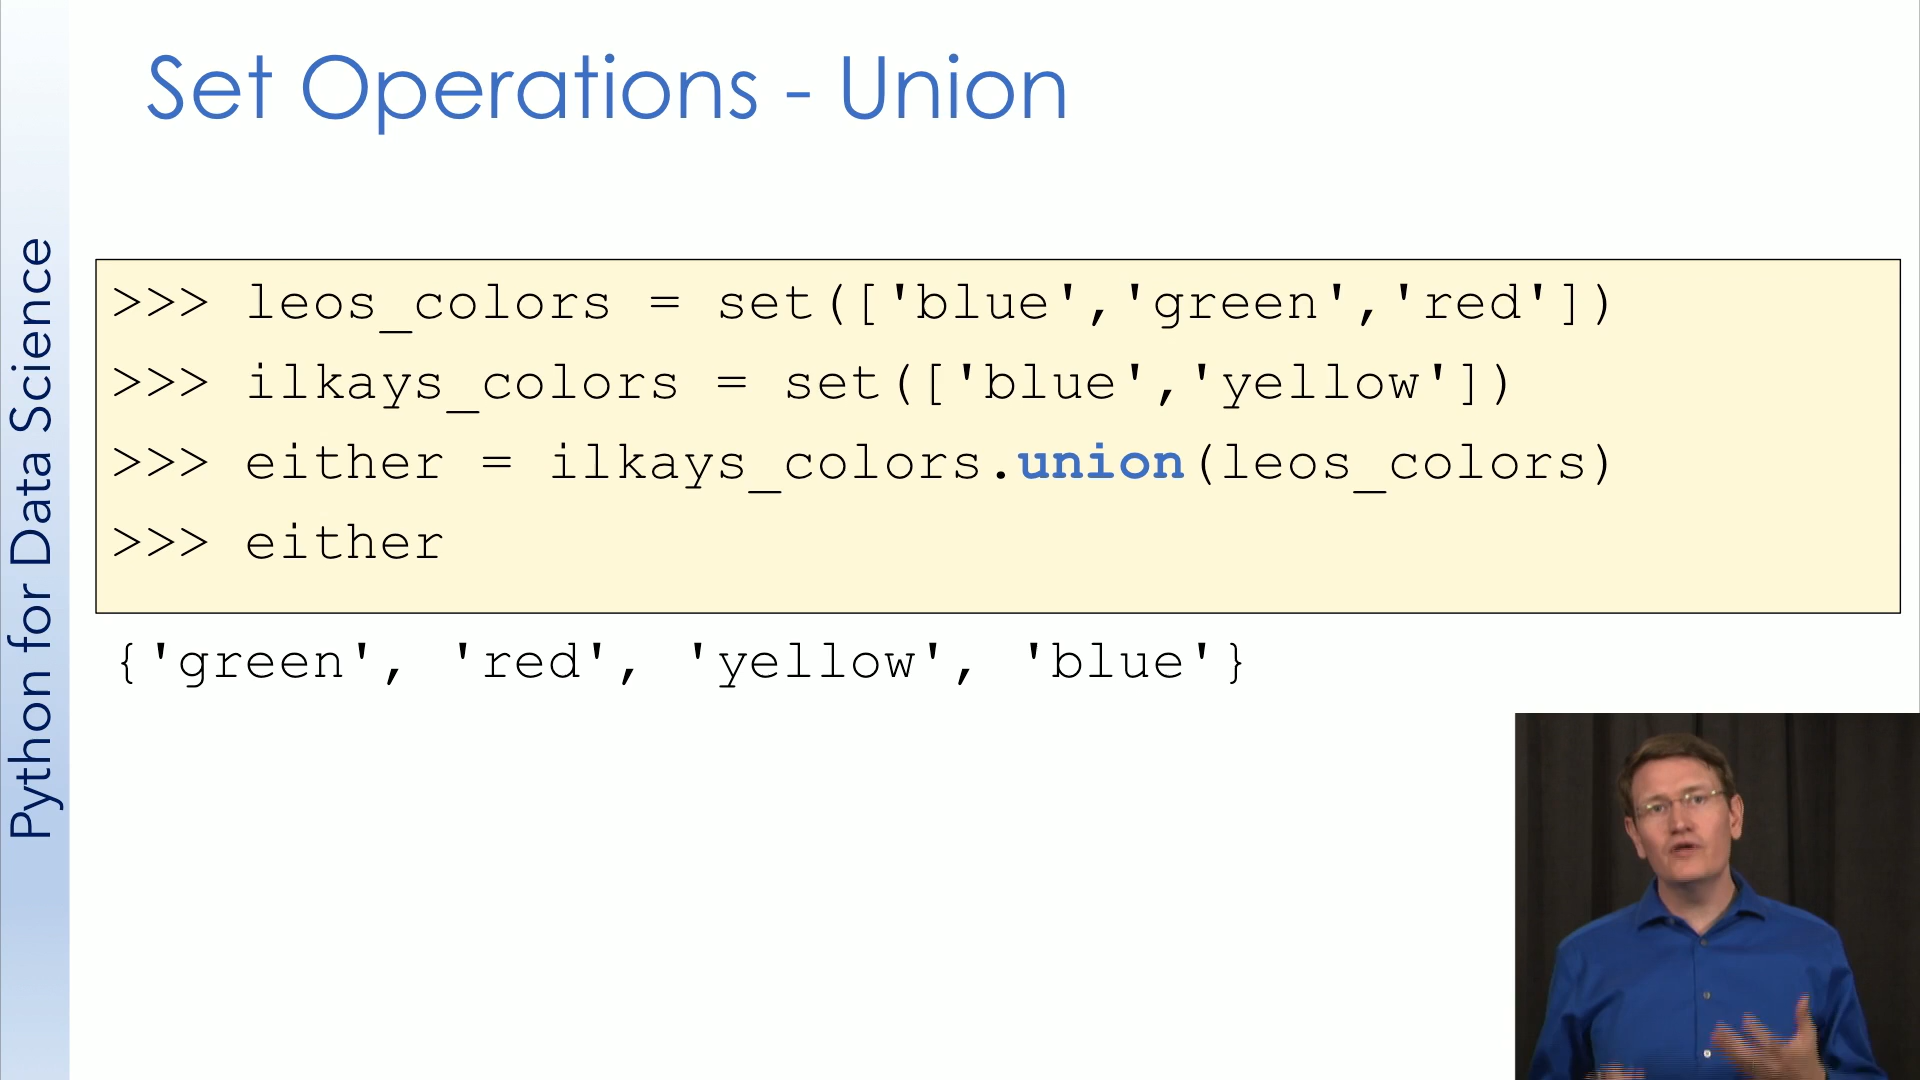 Set Operations - Union
Python for Data Science
>>> leos_colors = set(['blue','green','red'])
>>> ilkays_colors = set(['blue','yellow'])
>>> either = ilkays_colors.union(leos_colors)
>>> either
{'green', 'red', 'yellow', 'blue'}